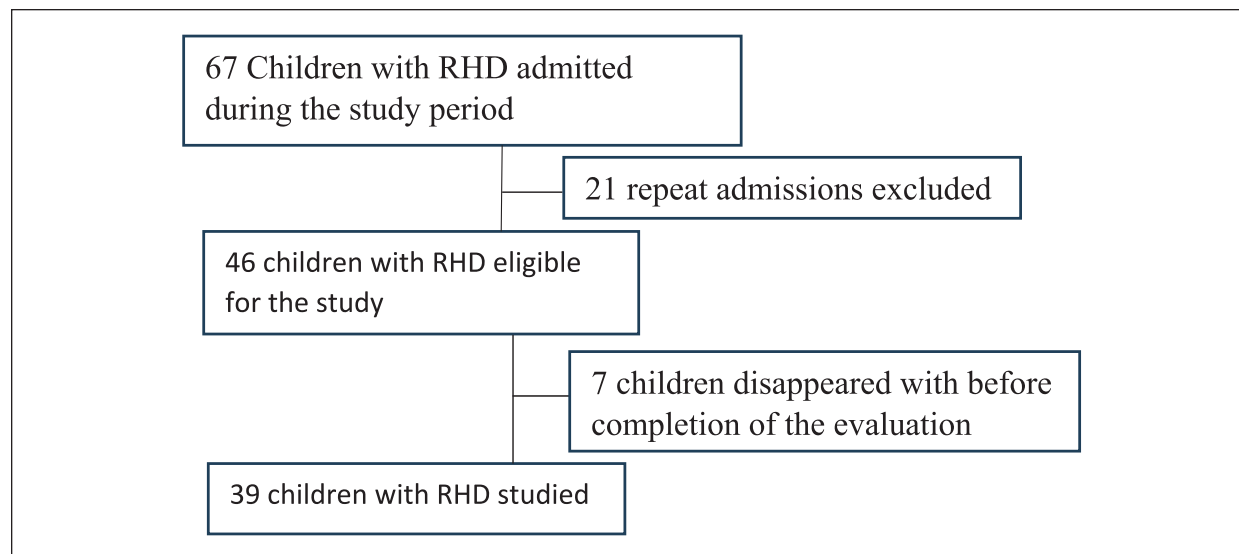 67 Children with RHD admitted
during the study period
21 repeat admissions excluded
46 children with RHD eligible
for the study
7 children disappeared with before
completion of the evaluation
39 children with RHD studied